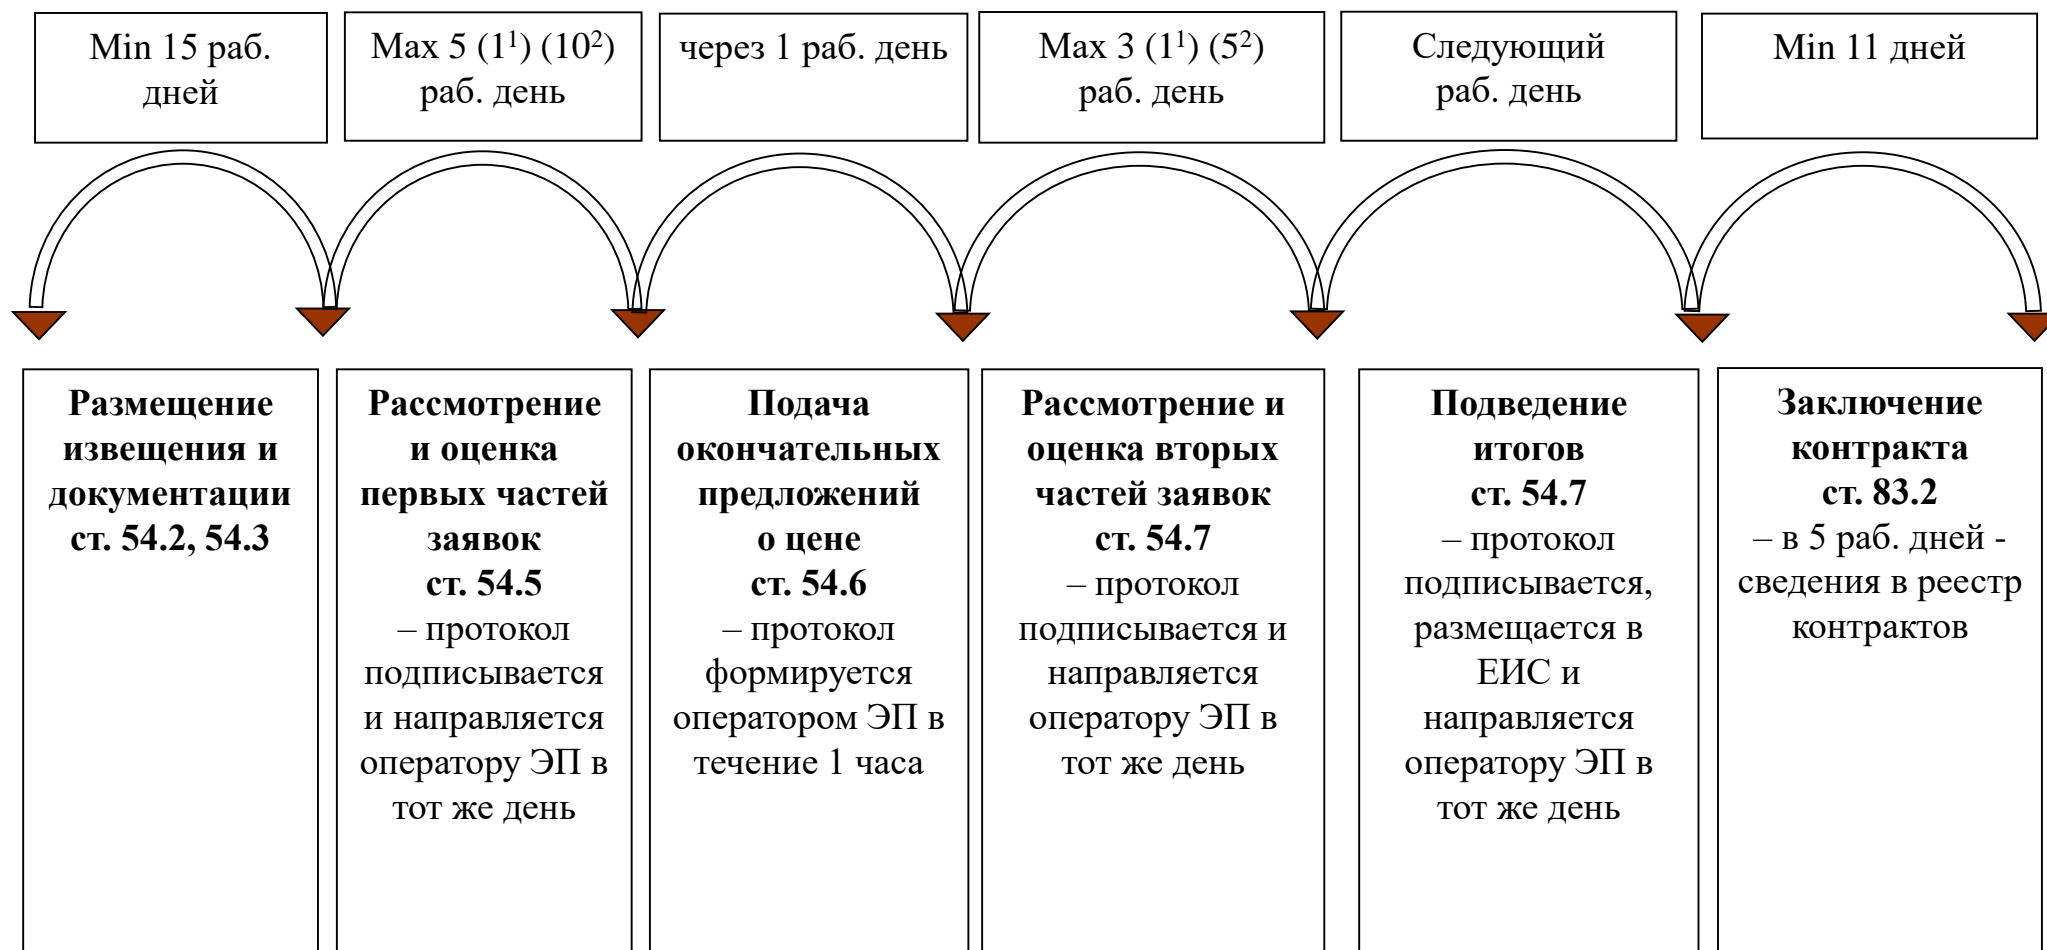 Min 15 раб.
дней
Max 5 (1¹) (10²)
раб. день
через 1 раб. день
Max 3 (1¹) (5²)
раб. день
Следующий
раб. день
Min 11 дней
Размещение
извещения и
документации
ст. 54.2, 54.3
Рассмотрение
и оценка
первых частей
заявок
ст. 54.5
– протокол
подписывается
и направляется
оператору ЭП в
тот же день
Подача
окончательных
предложений
о цене
ст. 54.6
– протокол
формируется
оператором ЭП в
течение 1 часа
Рассмотрение и
оценка вторых
частей заявок
ст. 54.7
– протокол
подписывается и
направляется
оператору ЭП в
тот же день
Подведение
итогов
ст. 54.7
– протокол
подписывается,
размещается в
ЕИС и
направляется
оператору ЭП в
тот же день
Заключение
контракта
ст. 83.2
– в 5 раб. дней -
сведения в реестр
контрактов